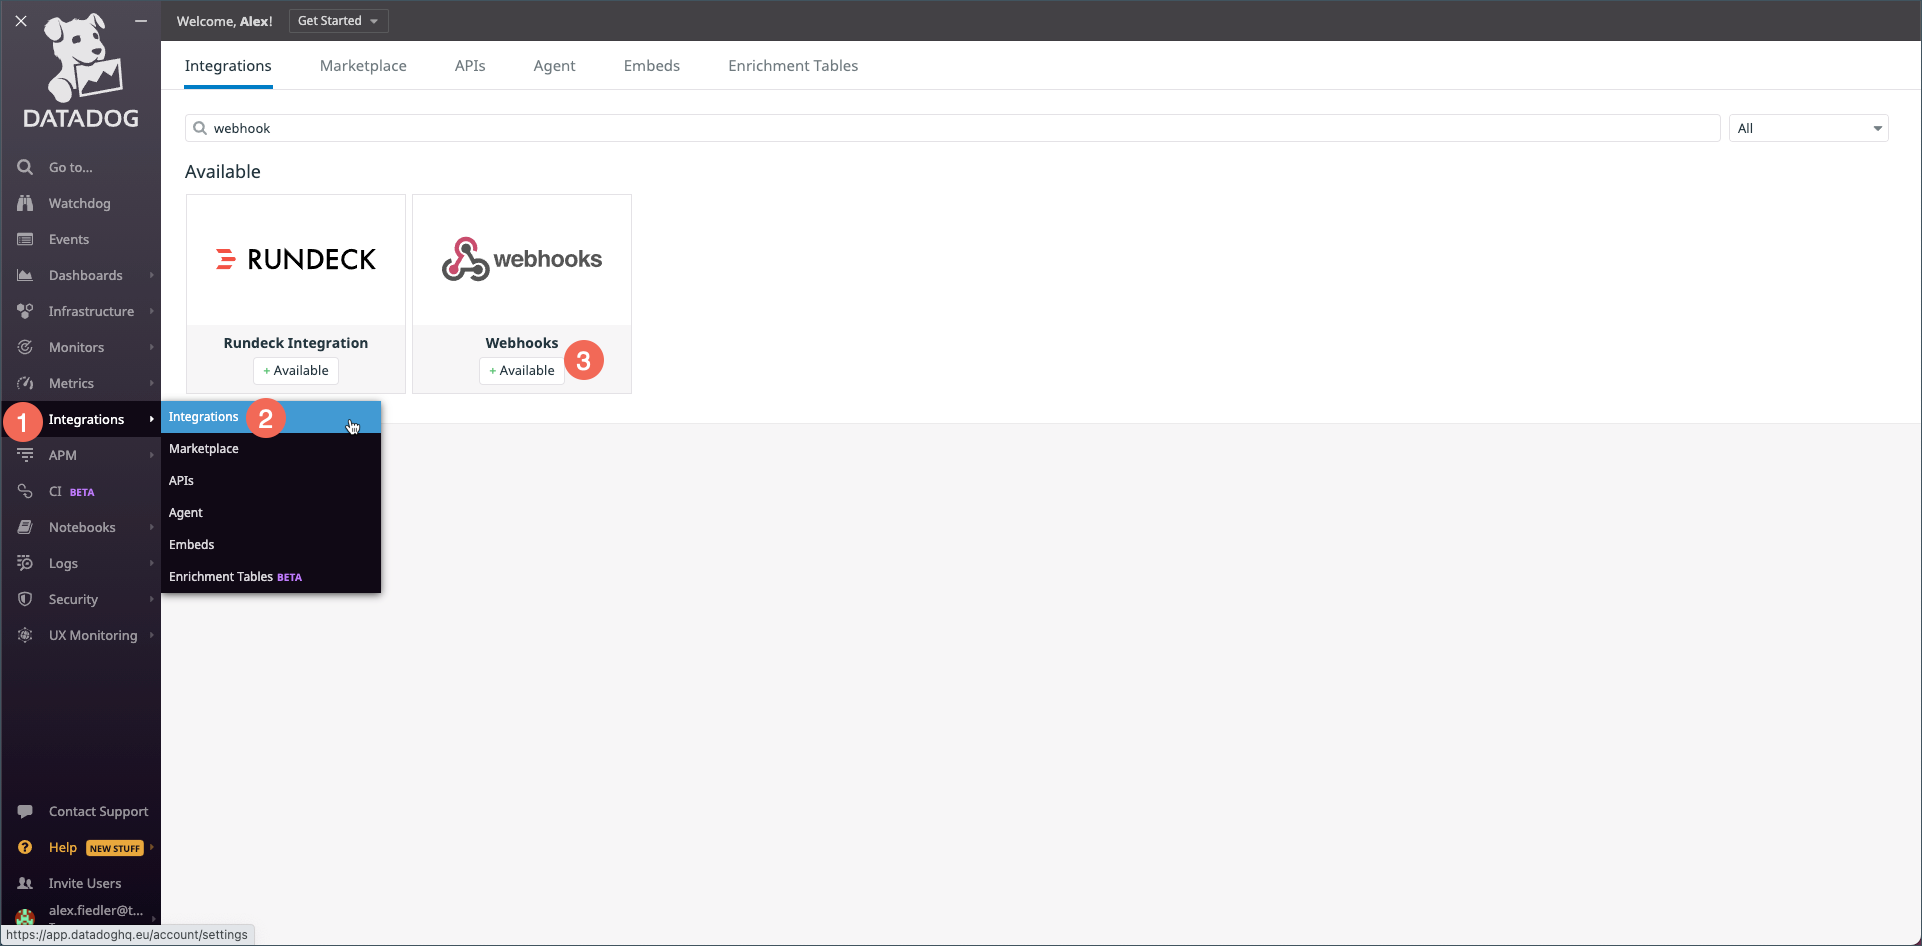 DATADOG
Welcome, Alex!
Get Started
Integrations
Marketplace
APIs
Agent
Embeds
Enrichment Tables
webhook
All
Available
RUNDECK
webhooks
Rundeck Integration
+ Available
Webhooks
+ Available
3
Go to...
Watchdog
Events
Dashboards
Infrastructure
Monitors
Metrics
1
Integrations
Integrations
2
Marketplace
APIs
Agent
Embeds
Enrichment Tables BETA
APM
CI BETA
Notebooks
Logs
Security
UX Monitoring
Contact Support
Help NEW STUFF
Invite Users
alex.fiedler@t...
https://app.datadoghq.eu/account/settings